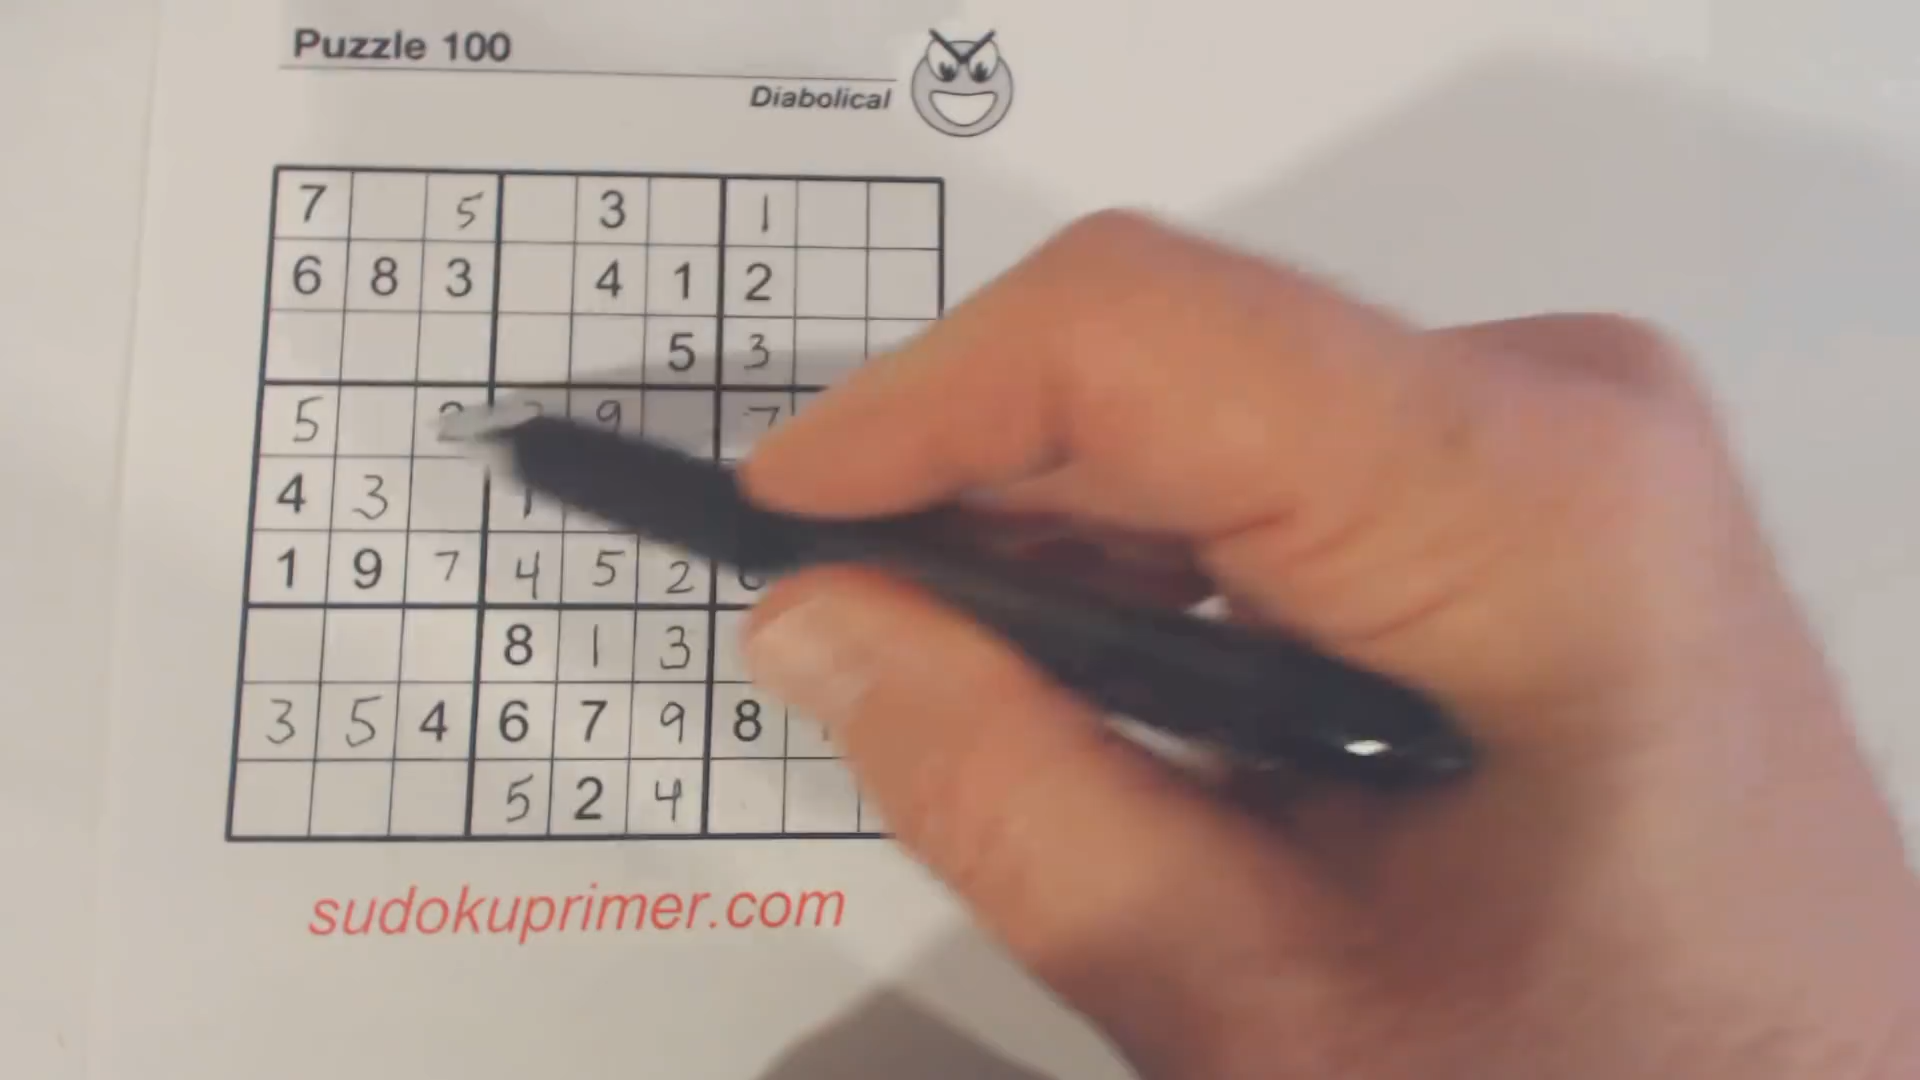 Puzzle 100
Diabolical
7 5 3 1
6 8 3 4 1 2
5 3
5 9 7
4 3
1 9 7 4 5 2
8 1 3
3 5 4 6 7 9 8
5 2 4
sudokuprimer.com